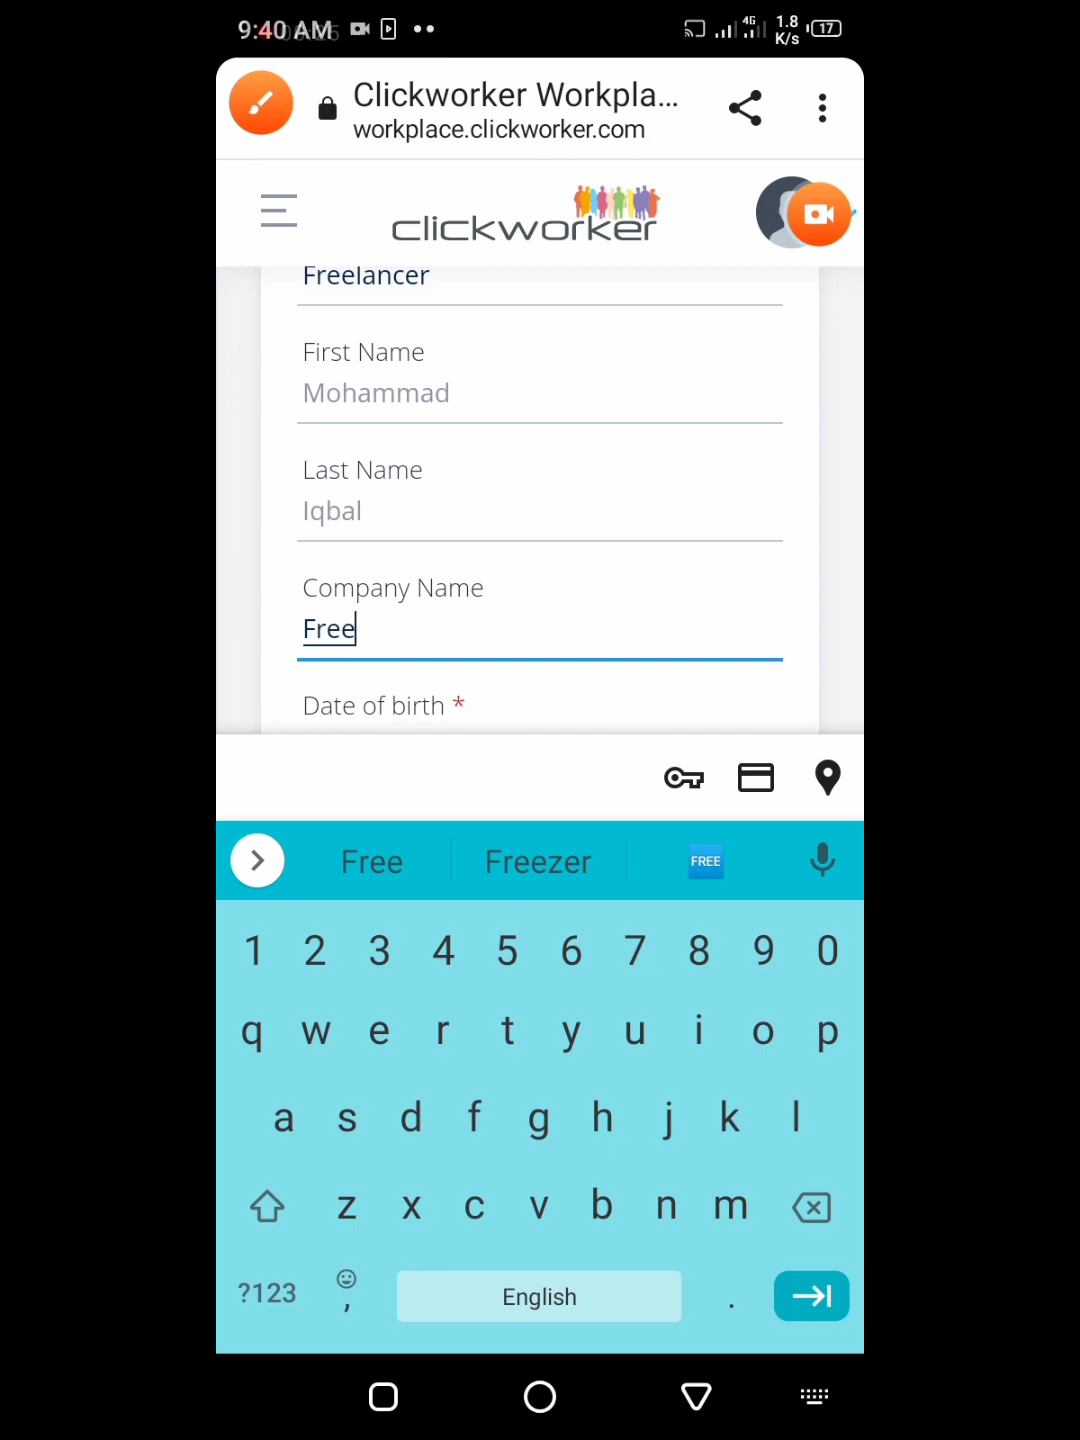 9:40 AM 4G 1.8 K/s 17
Clickworker Workpla...
workplace.clickworker.com
clickworker
Freelancer
First Name
Mohammad
Last Name
Iqbal
Company Name
Free
Date of birth *
Free Freezer FREE
1 2 3 4 5 6 7 8 9 0
q w e r t y u i o p
a s d f g h j k l
z x c v b n m
?123 , English .